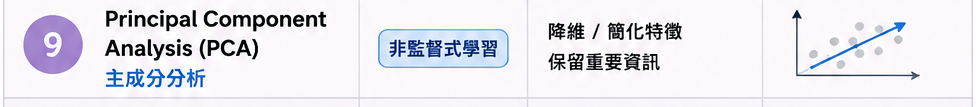 9
Principal Component
Analysis (PCA)
主成分分析
非監督式學習
降維 / 簡化特徵
保留重要資訊